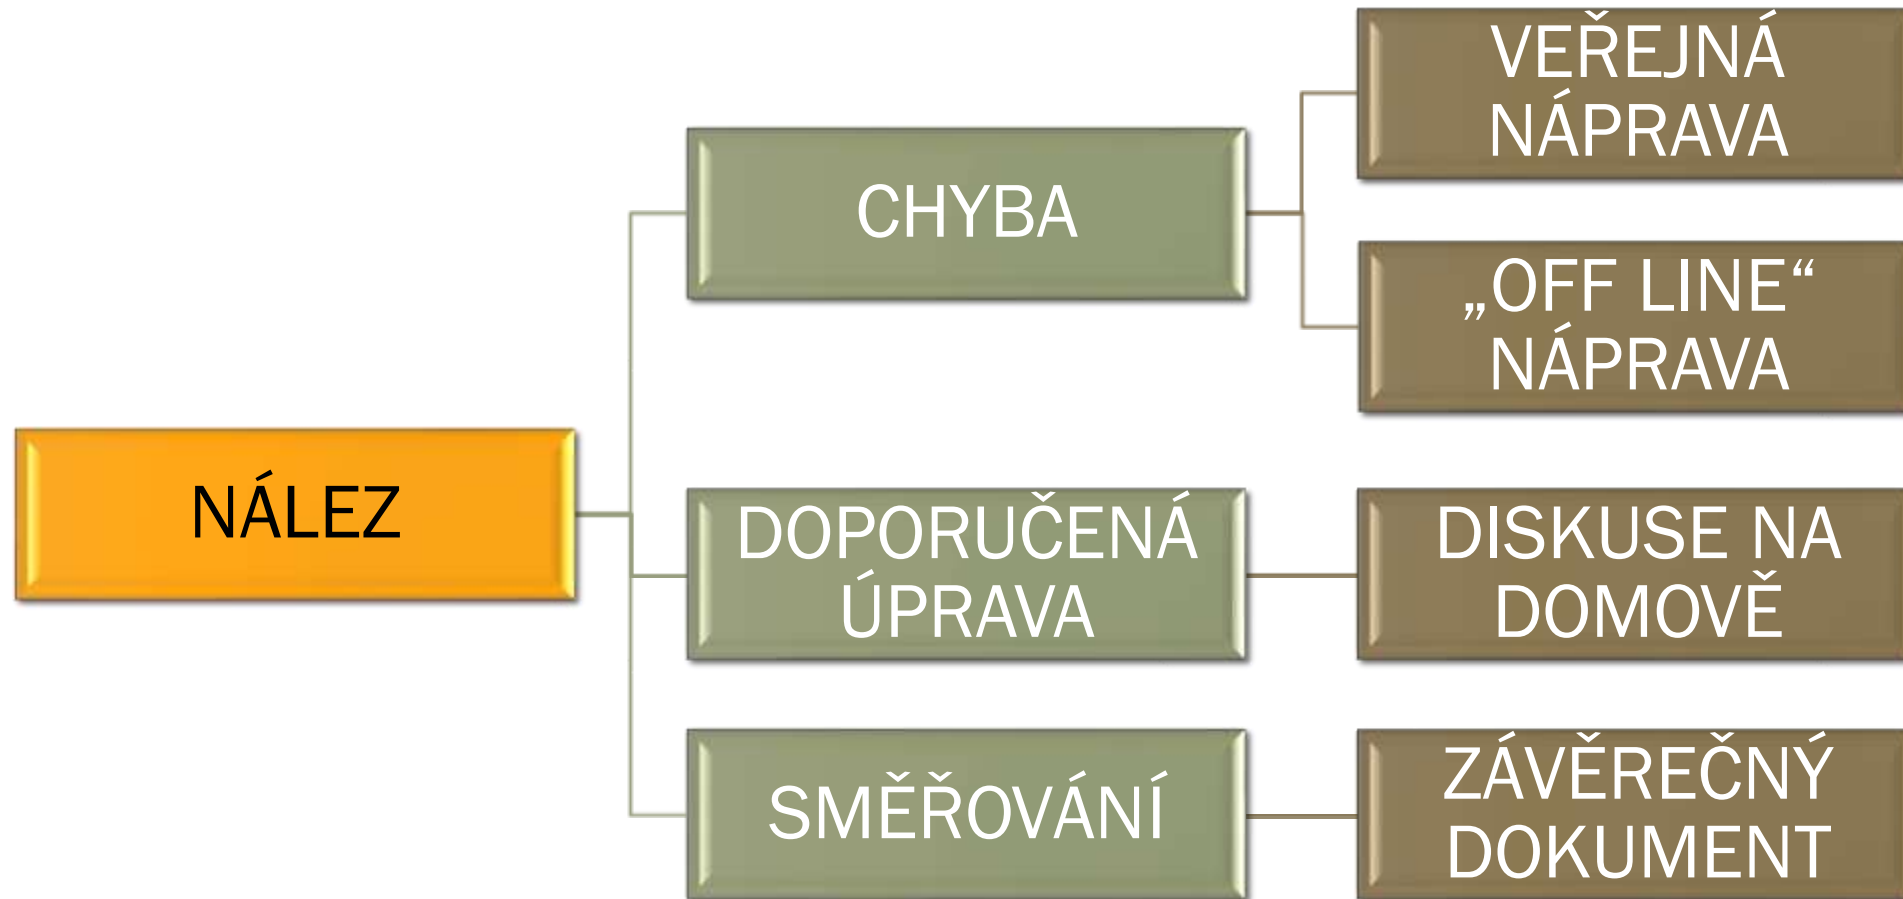 NÁLEZ
CHYBA
VEŘEJNÁ
NÁPRAVA
„OFF LINE“
NÁPRAVA
DOPORUČENÁ
ÚPRAVA
DISKUSE NA
DOMOVĚ
SMĚŘOVÁNÍ
ZÁVĚREČNÝ
DOKUMENT